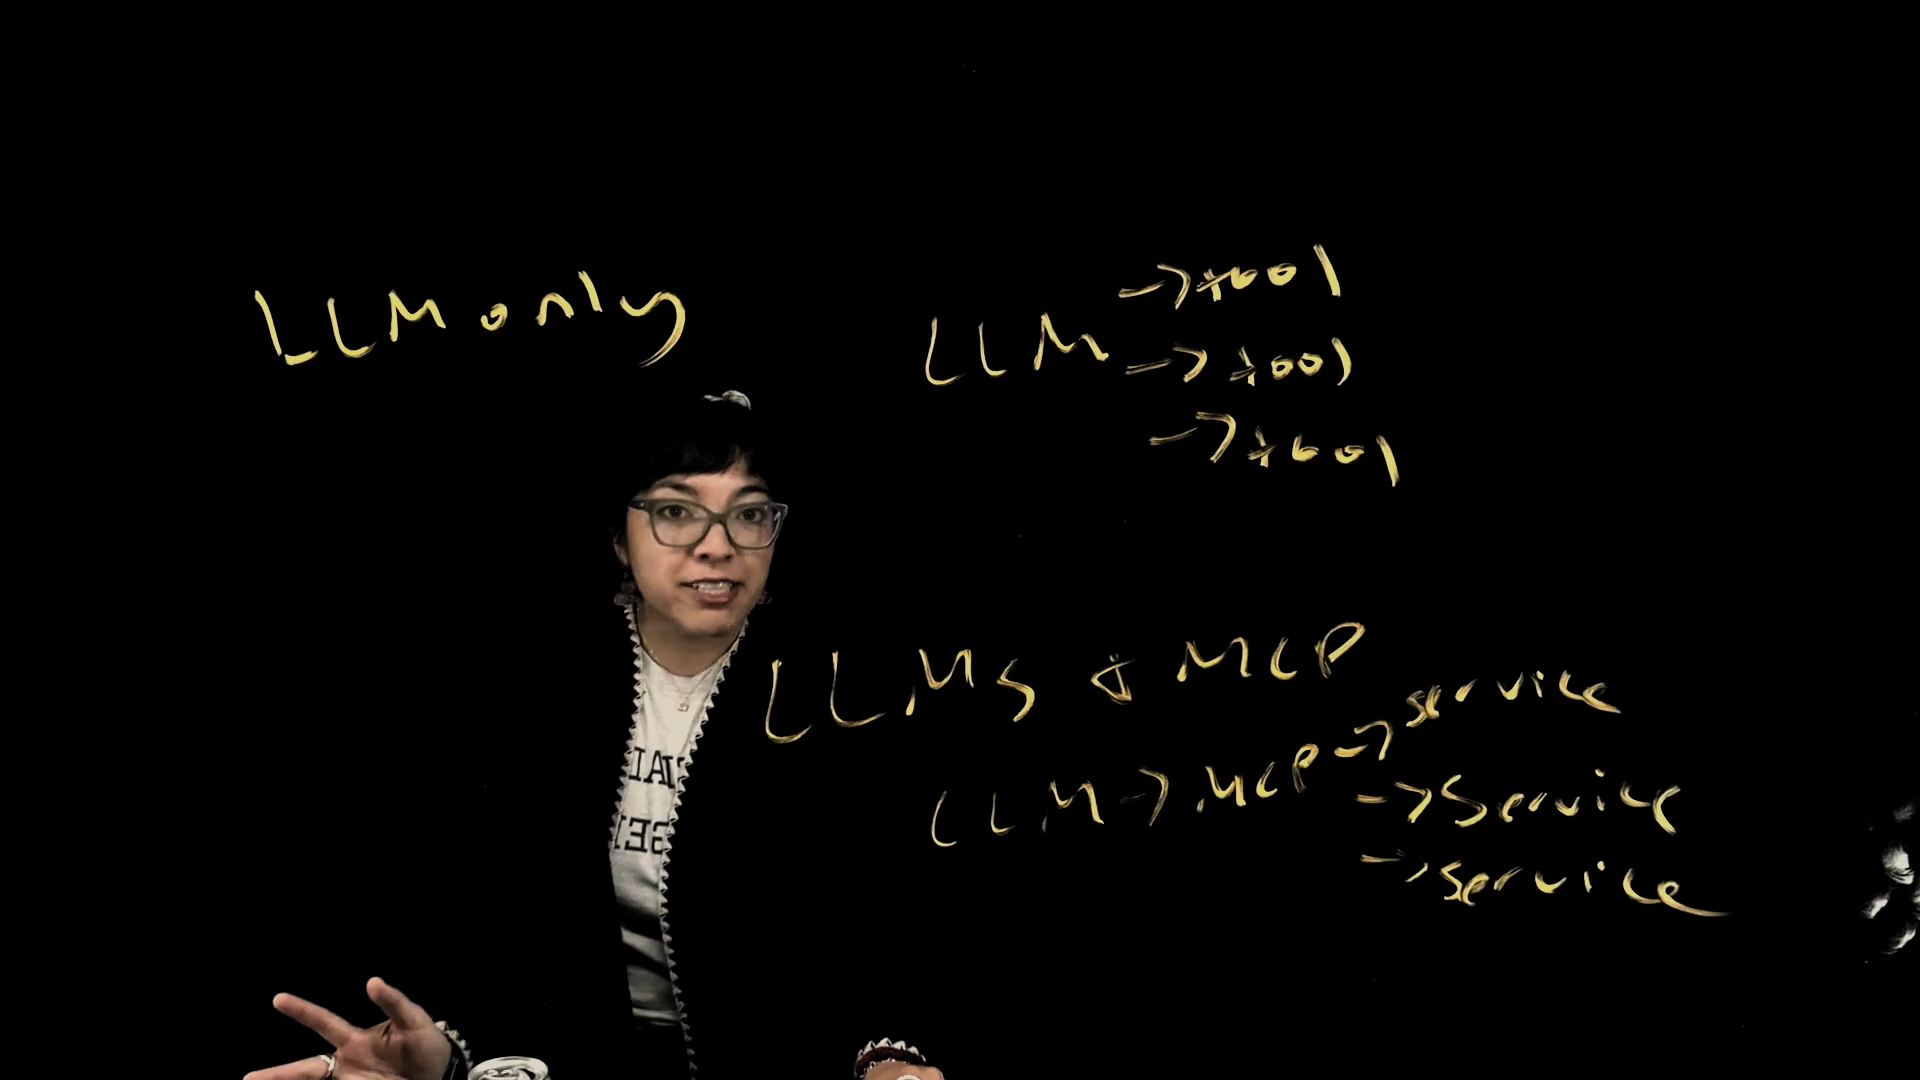 LLM only
LLM → tool
→ tool
→ tool
LLMs & MCP
LLM → MCP → service
→ service
→ service